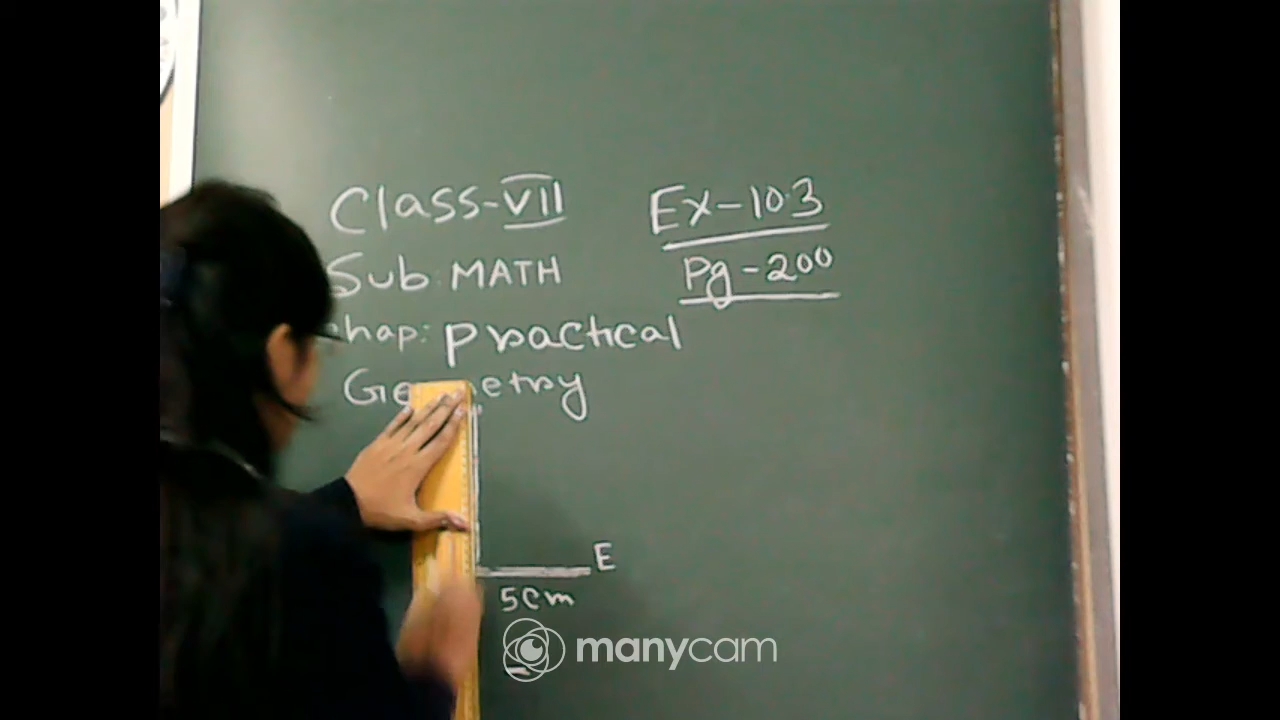 Class-VII
Ex-10.3
Sub: MATH
Pg-200
chap: practical
Geometry
E
5cm
manycam